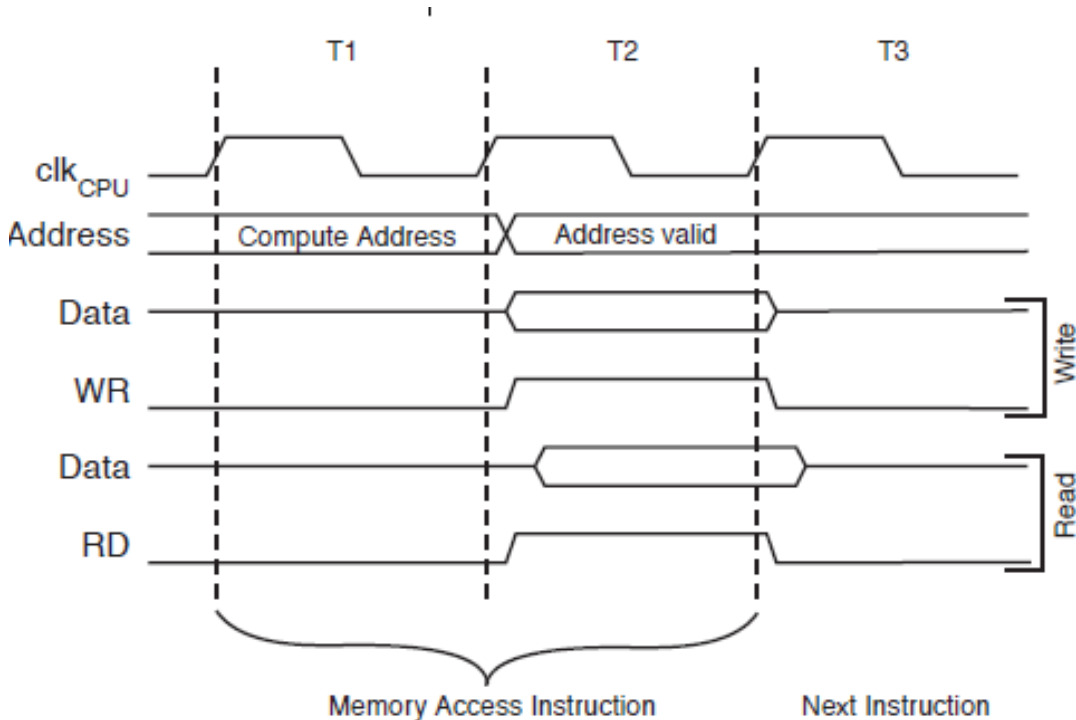 T1 T2 T3
clkCPU
Address Compute Address Address valid
Data
WR
Write
Data
RD
Read
Memory Access Instruction Next Instruction